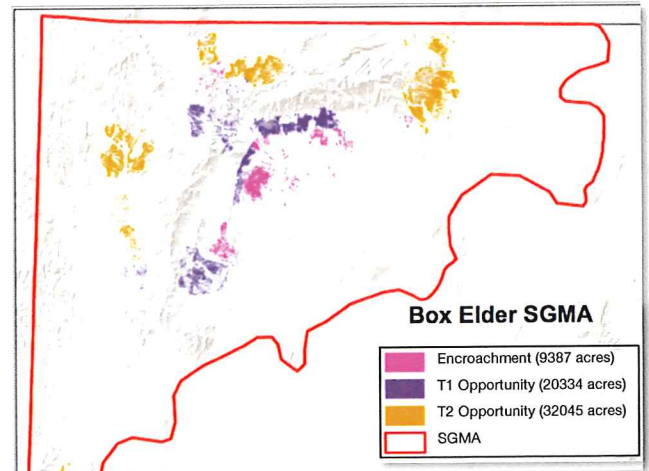 Box Elder SGMA
Encroachment (9387 acres)
T1 Opportunity (20334 acres)
T2 Opportunity (32045 acres)
SGMA